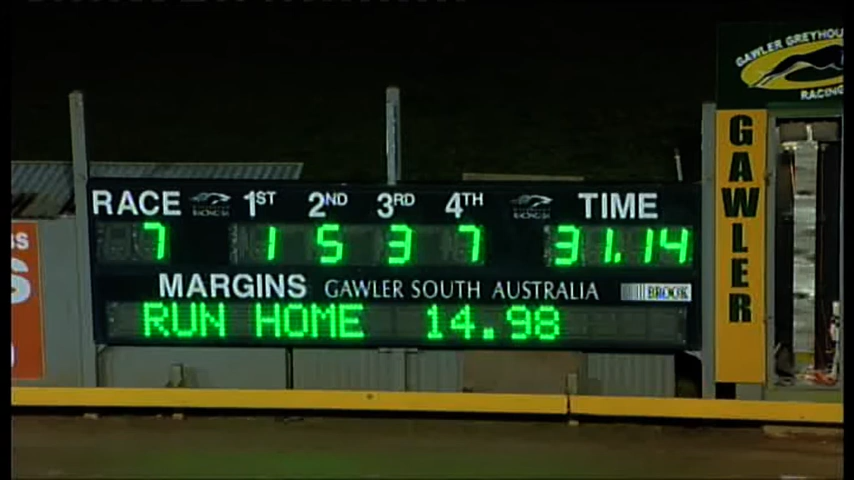 GAWLER GREYHOU
RACING
RACE 1ST 2ND 3RD 4TH TIME
7 1 5 3 7 31.14
MARGINS GAWLER SOUTH AUSTRALIA BROOK
RUN HOME 14.98
GAWLER